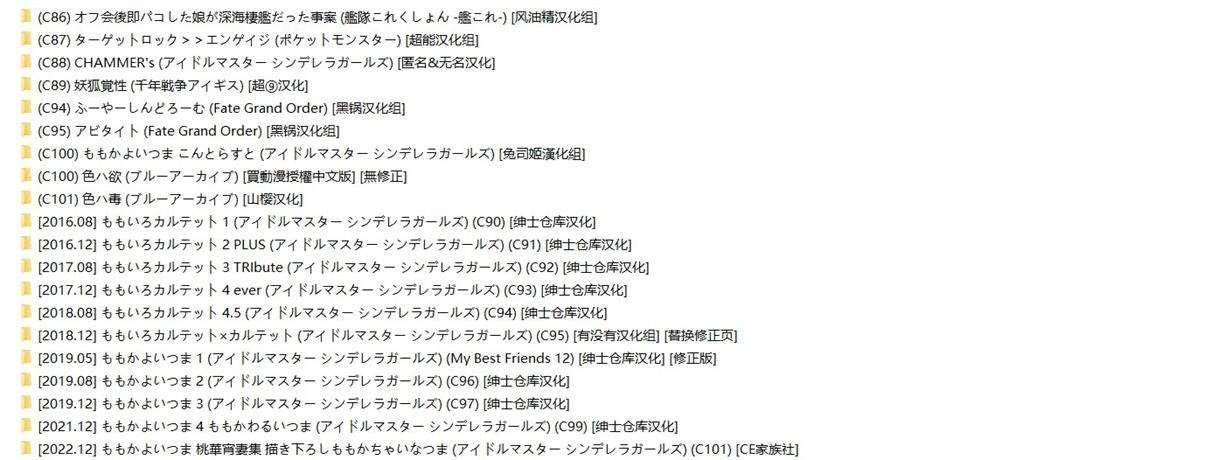 (C86) オフ会後即パコした娘が深海棲艦だった事案 (艦隊これくしょん -艦これ-) [风油精汉化组]
(C87) ターゲットロック＞＞エンゲイジ (ポケットモンスター) [超能汉化组]
(C88) CHAMMER's (アイドルマスター シンデレラガールズ) [匿名&无名汉化]
(C89) 妖狐覚性 (千年戦争アイギス) [超⑨汉化]
(C94) ふーやーしんどろーむ (Fate Grand Order) [黑锅汉化组]
(C95) アビタイト (Fate Grand Order) [黑锅汉化组]
(C100) ももかよいつま こんとらすと (アイドルマスター シンデレラガールズ) [兔司姬漢化組]
(C100) 色ハ欲 (ブルーアーカイブ) [買動漫授權中文版] [無修正]
(C101) 色ハ毒 (ブルーアーカイブ) [山樱汉化]
[2016.08] ももいろカルテット 1 (アイドルマスター シンデレラガールズ) (C90) [绅士仓库汉化]
[2016.12] ももいろカルテット 2 PLUS (アイドルマスター シンデレラガールズ) (C91) [绅士仓库汉化]
[2017.08] ももいろカルテット 3 TRIbute (アイドルマスター シンデレラガールズ) (C92) [绅士仓库汉化]
[2017.12] ももいろカルテット 4 ever (アイドルマスター シンデレラガールズ) (C93) [绅士仓库汉化]
[2018.08] ももいろカルテット 4.5 (アイドルマスター シンデレラガールズ) (C94) [绅士仓库汉化]
[2018.12] ももいろカルテット×カルテット (アイドルマスター シンデレラガールズ) (C95) [有没有汉化组] [替换修正页]
[2019.05] ももかよいつま 1 (アイドルマスター シンデレラガールズ) (My Best Friends 12) [绅士仓库汉化] [修正版]
[2019.08] ももかよいつま 2 (アイドルマスター シンデレラガールズ) (C96) [绅士仓库汉化]
[2019.12] ももかよいつま 3 (アイドルマスター シンデレラガールズ) (C97) [绅士仓库汉化]
[2021.12] ももかよいつま 4 ももかわるいつま (アイドルマスター シンデレラガールズ) (C99) [绅士仓库汉化]
[2022.12] ももかよいつま 桃華宵妻集 描き下ろしももかちゃいなつま (アイドルマスター シンデレラガールズ) (C101) [CE家族社]